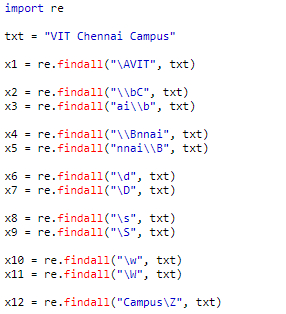 import re
txt = "VIT Chennai Campus"
x1 = re.findall("\AVIT", txt)
x2 = re.findall("\\bC", txt)
x3 = re.findall("ai\\b", txt)
x4 = re.findall("\\Bnnai", txt)
x5 = re.findall("nnai\\B", txt)
x6 = re.findall("\d", txt)
x7 = re.findall("\D", txt)
x8 = re.findall("\s", txt)
x9 = re.findall("\S", txt)
x10 = re.findall("\w", txt)
x11 = re.findall("\W", txt)
x12 = re.findall("Campus\Z", txt)